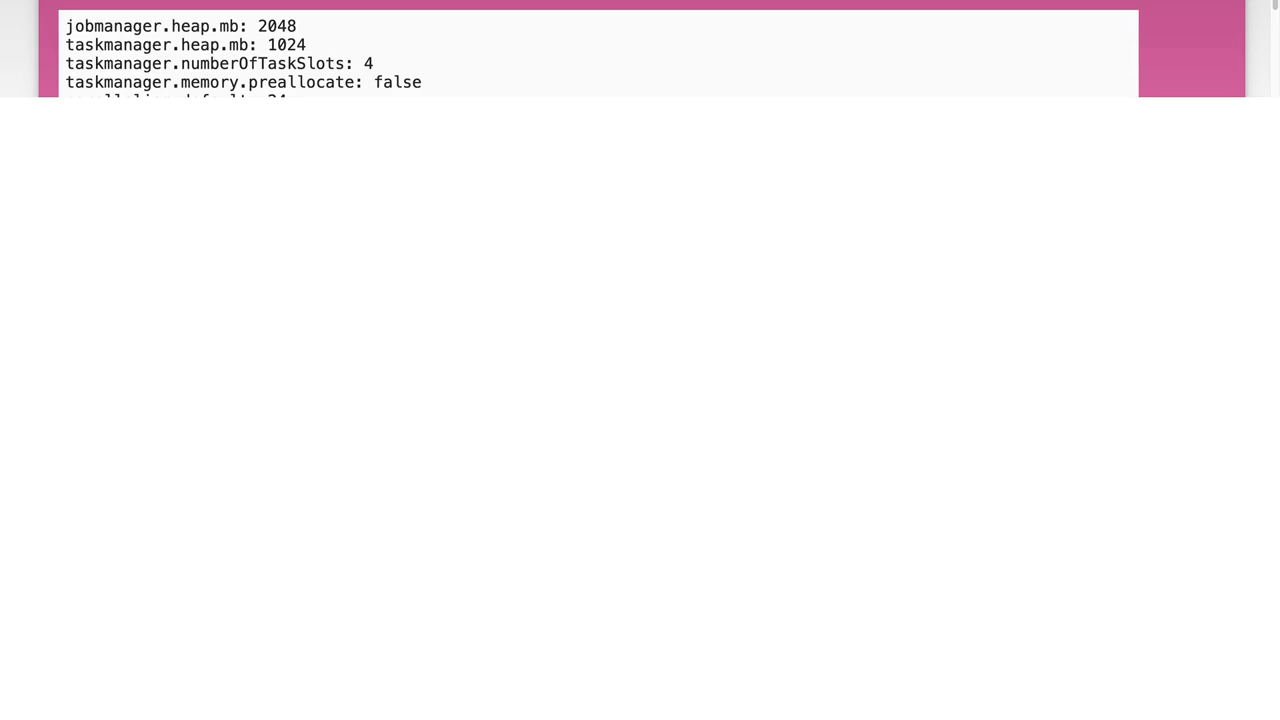 jobmanager.heap.mb: 2048
taskmanager.heap.mb: 1024
taskmanager.numberOfTaskSlots: 4
taskmanager.memory.preallocate: false